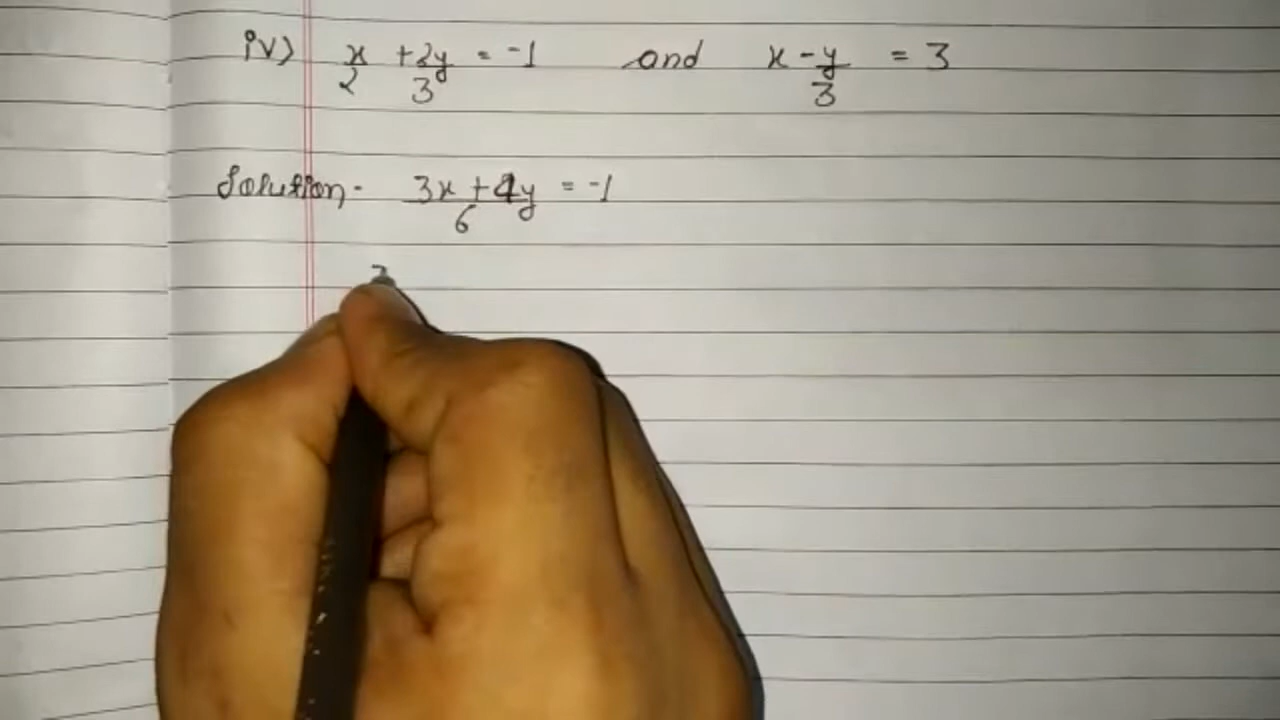 iv) x/2 + 2y/3 = -1 and x - y/3 = 3
Solution - 3x + 4y/6 = -1